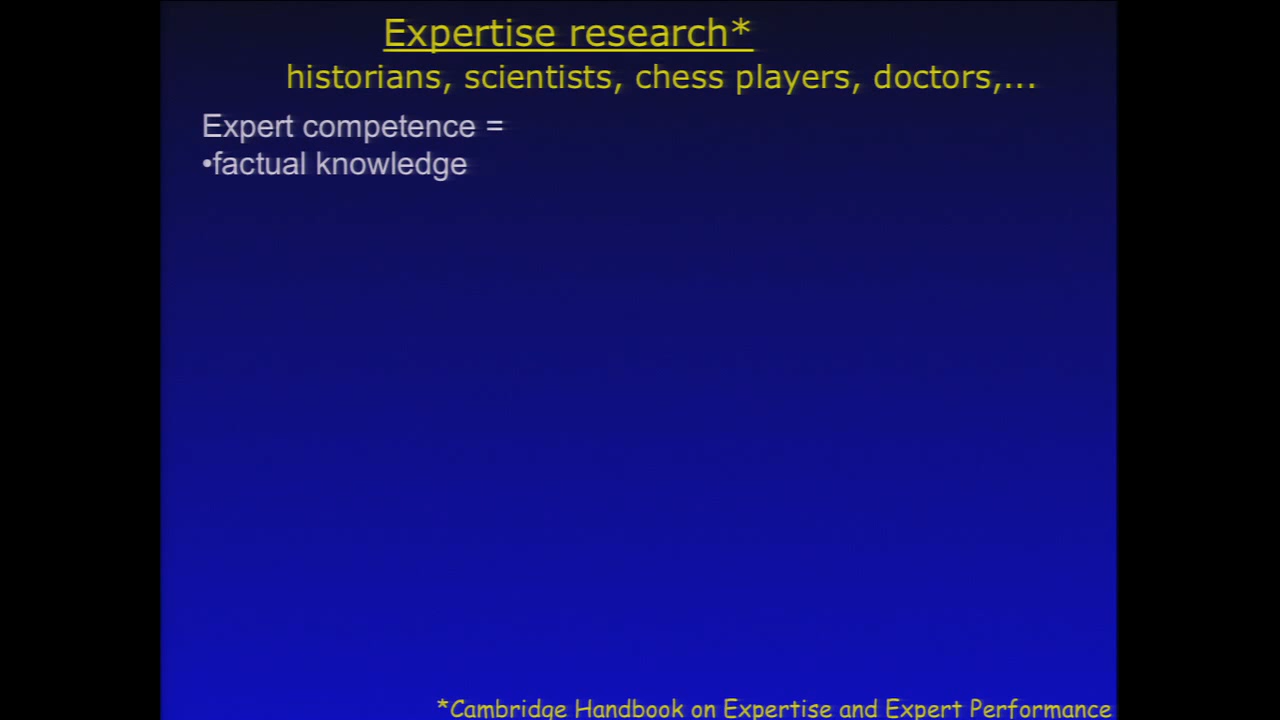 Expertise research*
historians, scientists, chess players, doctors,...
Expert competence =
•factual knowledge
*Cambridge Handbook on Expertise and Expert Performance